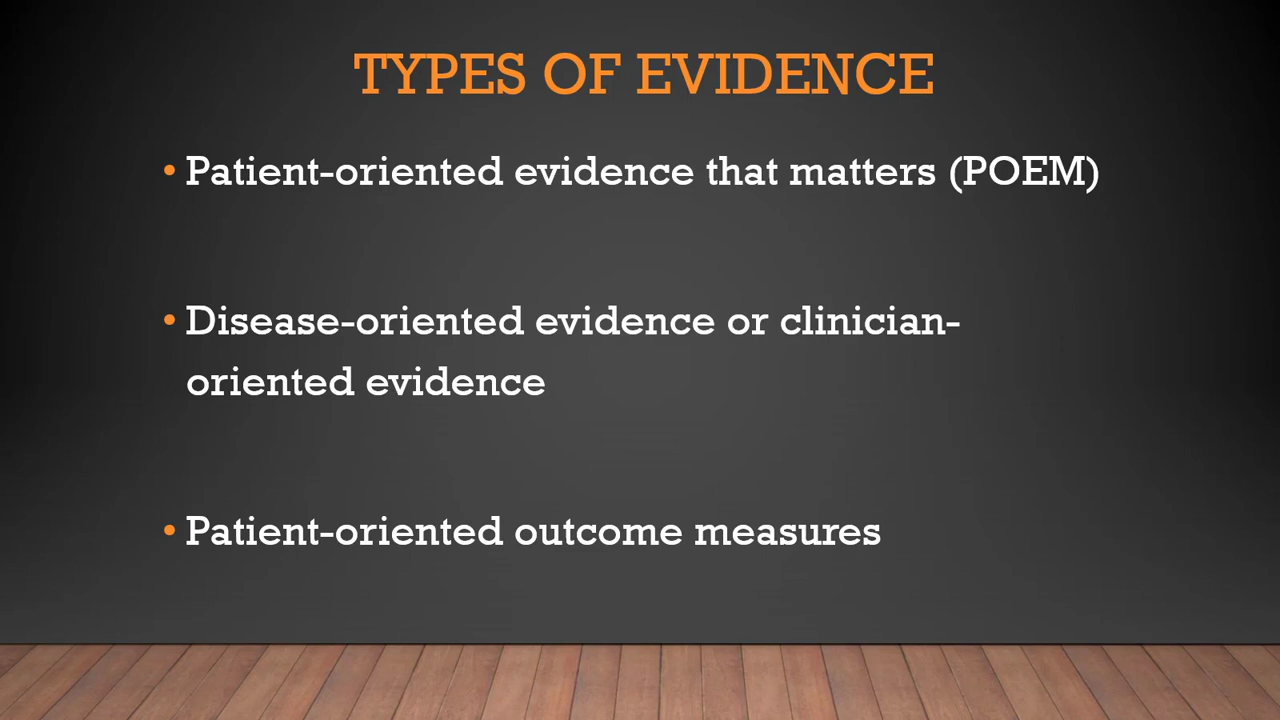 TYPES OF EVIDENCE
• Patient-oriented evidence that matters (POEM)
• Disease-oriented evidence or clinician-
oriented evidence
• Patient-oriented outcome measures